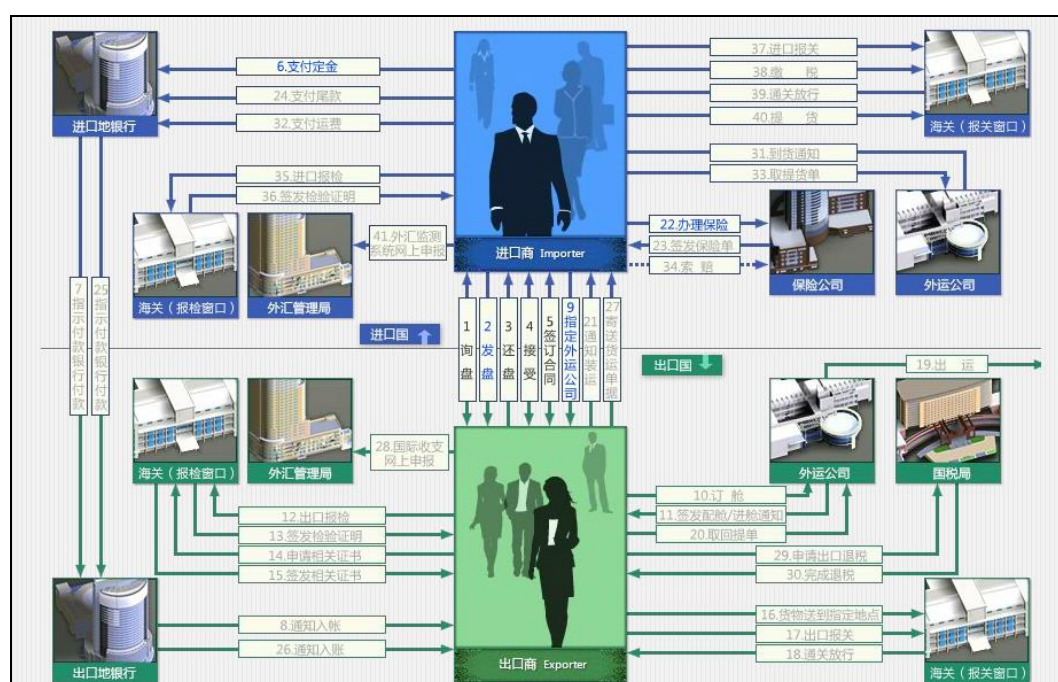 6.支付定金
24.支付尾款
32.支付运费
进口地银行
37.进口报关
38.缴 税
39.通关放行
40.提 货
海关（报关窗口）
31.到货通知
33.取提货单
35.进口报检
36.签发检验证明
41.外汇监测
系统网上申报
22.办理保险
23.签发保险单
34.索 赔
进口商 Importer
海关（报检窗口）
外汇管理局
保险公司
外运公司
7指示付款银行付款
25指示付款银行付款
进口国
1询盘
2发盘
3还盘
4接受
5签订合同
9指定外运公司
21通知装运
27寄送货运单据
出口国
19.出 运
海关（报检窗口）
外汇管理局
28.国际收支
网上申报
外运公司
国税局
10.订 舱
11.签发配舱/进舱通知
20.取回提单
12.出口报检
13.签发检验证明
14.申请相关证书
15.签发相关证书
29.申请出口退税
30.完成退税
8.通知入帐
26.通知入账
16.货物送到指定地点
17.出口报关
18.通关放行
出口地银行
出口商 Exporter
海关（报关窗口）